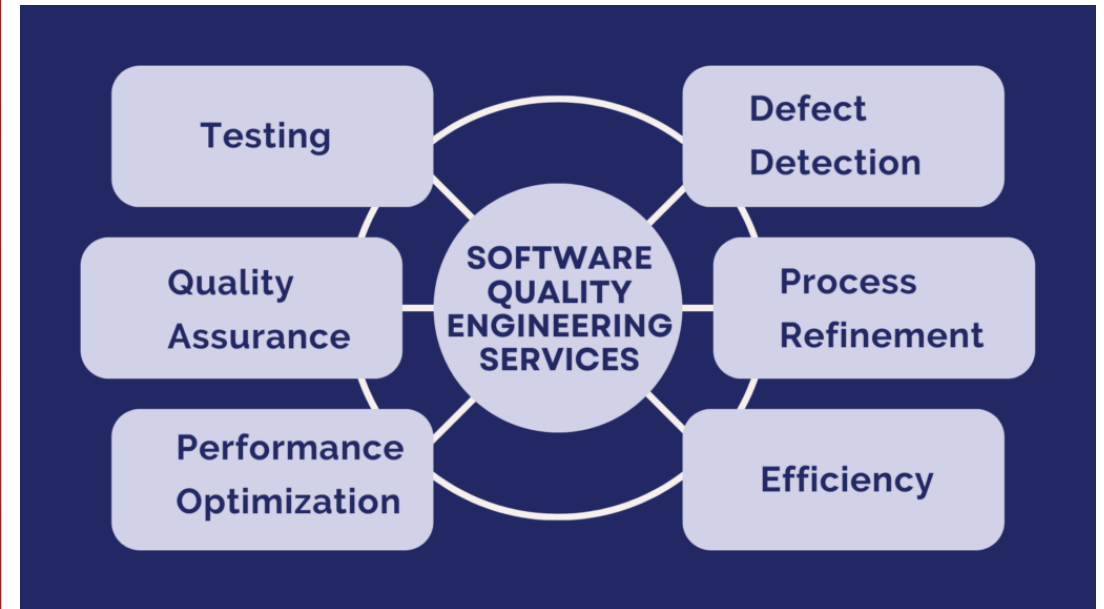 Testing
Defect
Detection
SOFTWARE
QUALITY
ENGINEERING
SERVICES
Quality
Assurance
Process
Refinement
Performance
Optimization
Efficiency